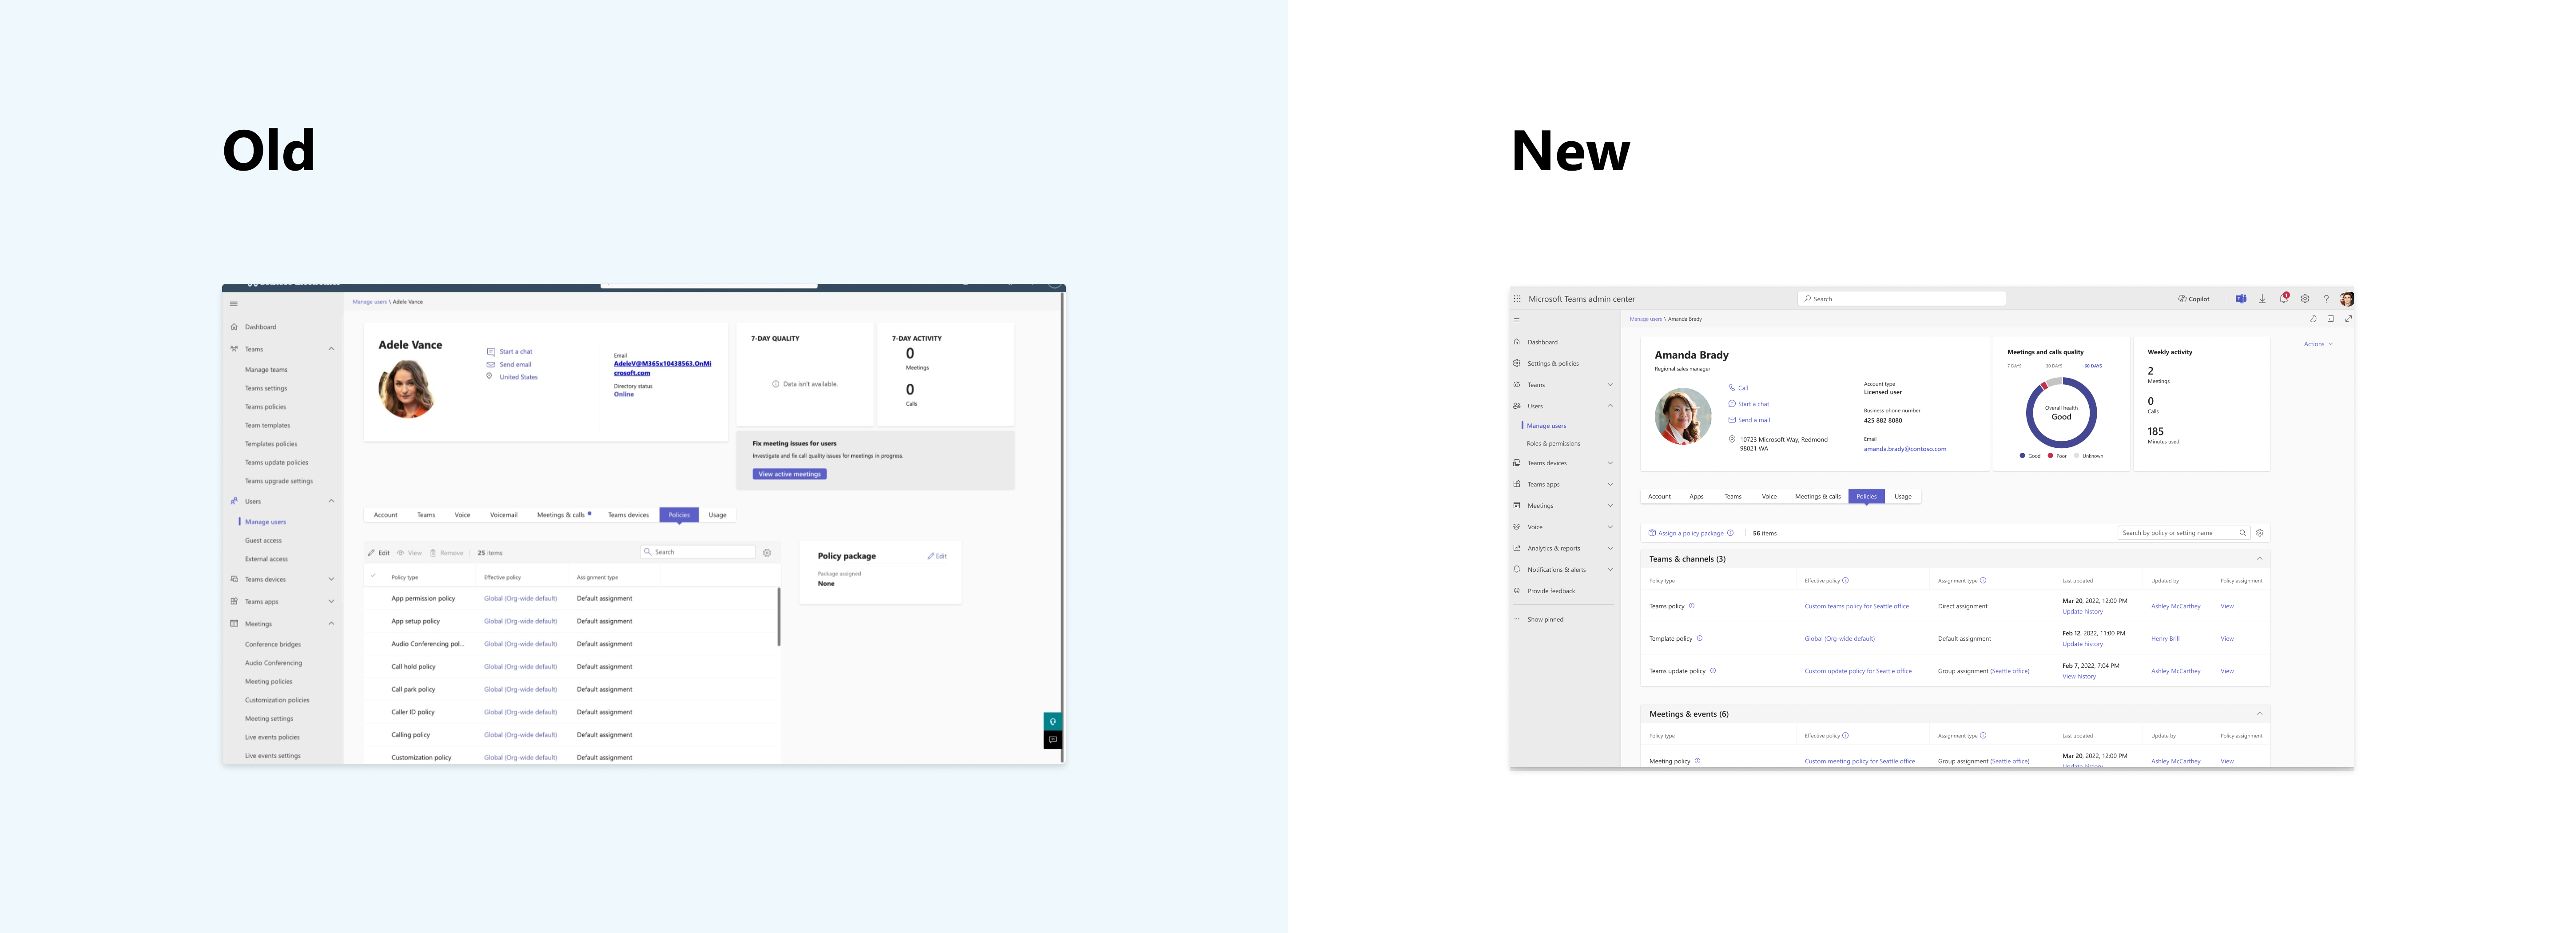 Old
Manage users \ Adele Vance
Dashboard
Teams
Manage teams
Teams settings
Teams policies
Team templates
Templates policies
Teams update policies
Teams upgrade settings
Users
Manage users
Guest access
External access
Teams devices
Teams apps
Meetings
Conference bridges
Audio Conferencing
Meeting policies
Customization policies
Meeting settings
Live events policies
Live events settings
Adele Vance
Start a chat
Send email
United States
Email
AdeleV@M365x10438563.OnMi
crosoft.com
Directory status
Online
7-DAY QUALITY
Data isn't available.
7-DAY ACTIVITY
0
Meetings
0
Calls
Fix meeting issues for users
Investigate and fix call quality issues for meetings in progress.
View active meetings
Account Teams Voice Voicemail Meetings & calls Teams devices Policies Usage
Edit View Remove 25 items Search
Policy type Effective policy Assignment type
App permission policy Global (Org-wide default) Default assignment
App setup policy Global (Org-wide default) Default assignment
Audio Conferencing pol... Global (Org-wide default) Default assignment
Call hold policy Global (Org-wide default) Default assignment
Call park policy Global (Org-wide default) Default assignment
Caller ID policy Global (Org-wide default) Default assignment
Calling policy Global (Org-wide default) Default assignment
Customization policy Global (Org-wide default) Default assignment
Policy package Edit
Package assigned
None
New
Microsoft Teams admin center Search Copilot 1
Manage users \ Amanda Brady
Dashboard
Settings & policies
Teams
Users
Manage users
Roles & permissions
Teams devices
Teams apps
Meetings
Voice
Analytics & reports
Notifications & alerts
Provide feedback
Show pinned
Actions
Amanda Brady
Regional sales manager
Call
Start a chat
Send a mail
10723 Microsoft Way, Redmond
98021 WA
Account type
Licensed user
Business phone number
425 882 8080
Email
amanda.brady@contoso.com
Meetings and calls quality
7 DAYS 30 DAYS 60 DAYS
Overall health
Good
Good Poor Unknown
Weekly activity
2
Meetings
0
Calls
185
Minutes used
Account Apps Teams Voice Meetings & calls Policies Usage
Assign a policy package 56 items Search by policy or setting name
Teams & channels (3)
Policy type Effective policy Assignment type Last updated Updated by Policy assignment
Teams policy Custom teams policy for Seattle office Direct assignment Mar 20, 2022, 12:00 PM Ashley McCarthey View
Update history
Template policy Global (Org-wide default) Default assignment Feb 12, 2022, 11:00 PM Henry Brill View
Update history
Teams update policy Custom update policy for Seattle office Group assignment (Seattle office) Feb 7, 2022, 7:04 PM Ashley McCarthey View
View history
Meetings & events (6)
Policy type Effective policy Assignment type Last updated Update by Policy assignment
Meeting policy Custom meeting policy for Seattle office Group assignment (Seattle office) Mar 20, 2022, 12:00 PM Ashley McCarthey View
Update history